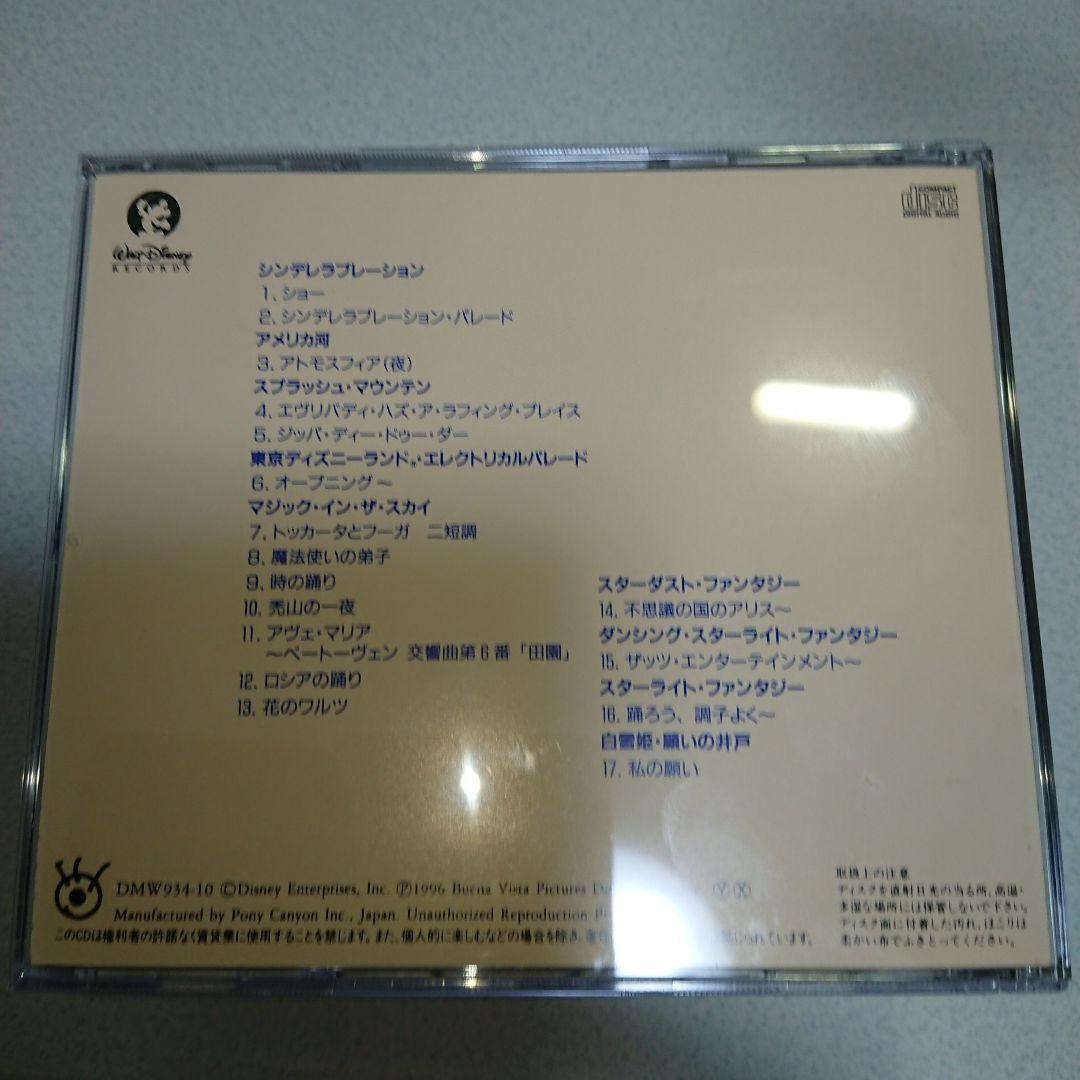 Walt Disney
RECORDS
COMPACT
disc
DIGITAL AUDIO
シンデレラブレーション
1. ショー
2. シンデレラブレーション・パレード
アメリカ河
3. アトモスフィア(夜)
スプラッシュ・マウンテン
4. エヴリバディ・ハズ・ア・ラフィング・プレイス
5. ジッパ・ディー・ドゥー・ダー
東京ディズニーランド®・エレクトリカルパレード
6. オープニング～
マジック・イン・ザ・スカイ
7. トッカータとフーガ ニ短調
8. 魔法使いの弟子
9. 時の踊り
10. 禿山の一夜
11. アヴェ・マリア
～ベートーヴェン 交響曲第6番「田園」
12. ロシアの踊り
13. 花のワルツ
スターダスト・ファンタジー
14. 不思議の国のアリス～
ダンシング・スターライト・ファンタジー
15. ザッツ・エンターテインメント～
スターライト・ファンタジー
16. 踊ろう、調子よく～
白雪姫・願いの井戸
17. 私の願い
DMW934-10 ©Disney Enterprises, Inc. ℗1996 Buena Vista Pictures Ⓨ Ⓧ
Manufactured by Pony Canyon Inc., Japan. Unauthorized Reproduction
このCDは権利者の許諾なく賃貸業に使用することを禁じます。また、個人的に楽しむなどの場合を除き、著作 じられています。
取扱上の注意
ディスクを直射日光の当る所、高温・
多湿な場所には保管しないで下さい。
ディスク面に付着した汚れ、ほこりは
柔かい布でふきとってください。